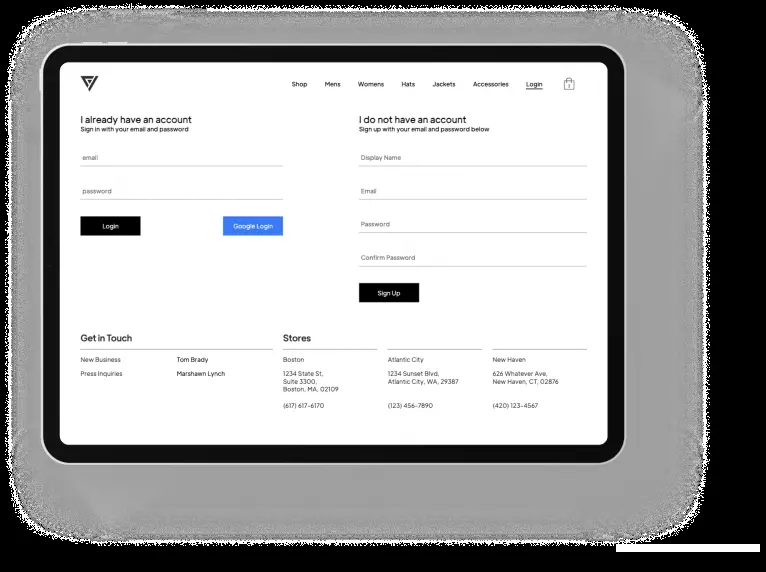 Shop Mens Womens Hats Jackets Accessories Login
I already have an account
Sign in with your email and password
email
password
Login Google Login
I do not have an account
Sign up with your email and password below
Display Name
Email
Password
Confirm Password
Sign Up
Get in Touch
New Business Tom Brady
Press Inquiries Marshawn Lynch
Stores
Boston
1234 State St,
Suite 3300,
Boston, MA, 02109
(617) 617-6170
Atlantic City
1234 Sunset Blvd,
Atlantic City, WA, 29387
(123) 456-7890
New Haven
626 Whatever Ave,
New Haven, CT, 02876
(420) 123-4567